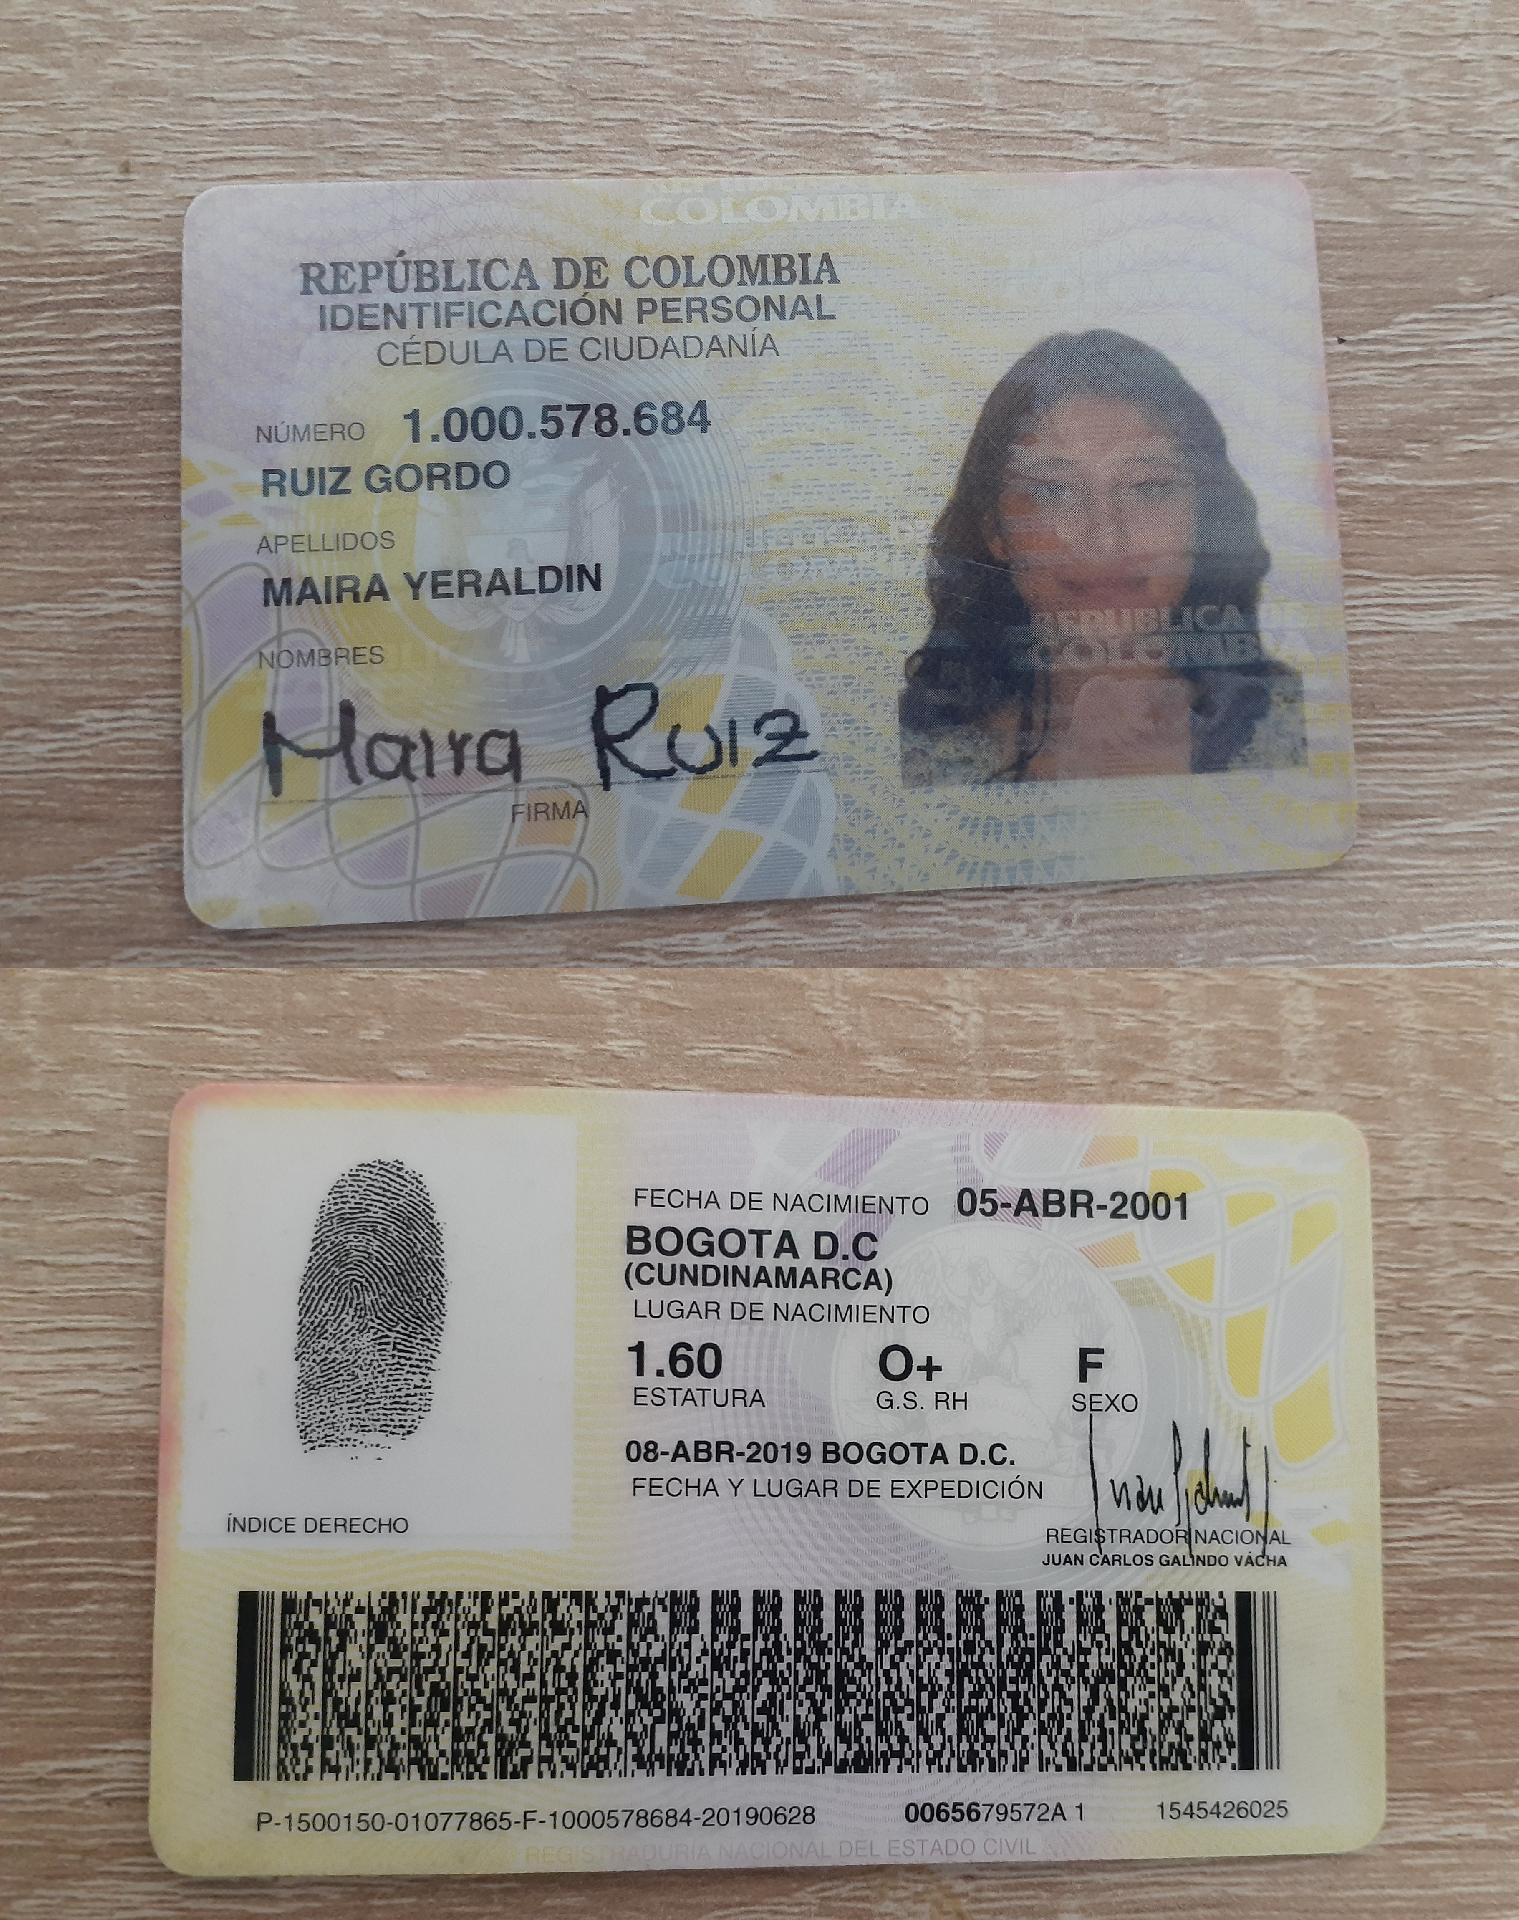 COLOMBIA
REPÚBLICA DE COLOMBIA
IDENTIFICACIÓN PERSONAL
CÉDULA DE CIUDADANÍA
NÚMERO 1.000.578.684
RUIZ GORDO
APELLIDOS
MAIRA YERALDIN
NOMBRES
REPUBLICA DE
COLOMBIA
Maira Ruiz
FIRMA
FECHA DE NACIMIENTO 05-ABR-2001
BOGOTA D.C
(CUNDINAMARCA)
LUGAR DE NACIMIENTO
1.60 O+ F
ESTATURA G.S. RH SEXO
08-ABR-2019 BOGOTA D.C.
FECHA Y LUGAR DE EXPEDICIÓN
ÍNDICE DERECHO
REGISTRADOR NACIONAL
JUAN CARLOS GALINDO VÁCHA
P-1500150-01077865-F-1000578684-20190628 0065679572A 1 1545426025
REGISTRADURÍA NACIONAL DEL ESTADO CIVIL